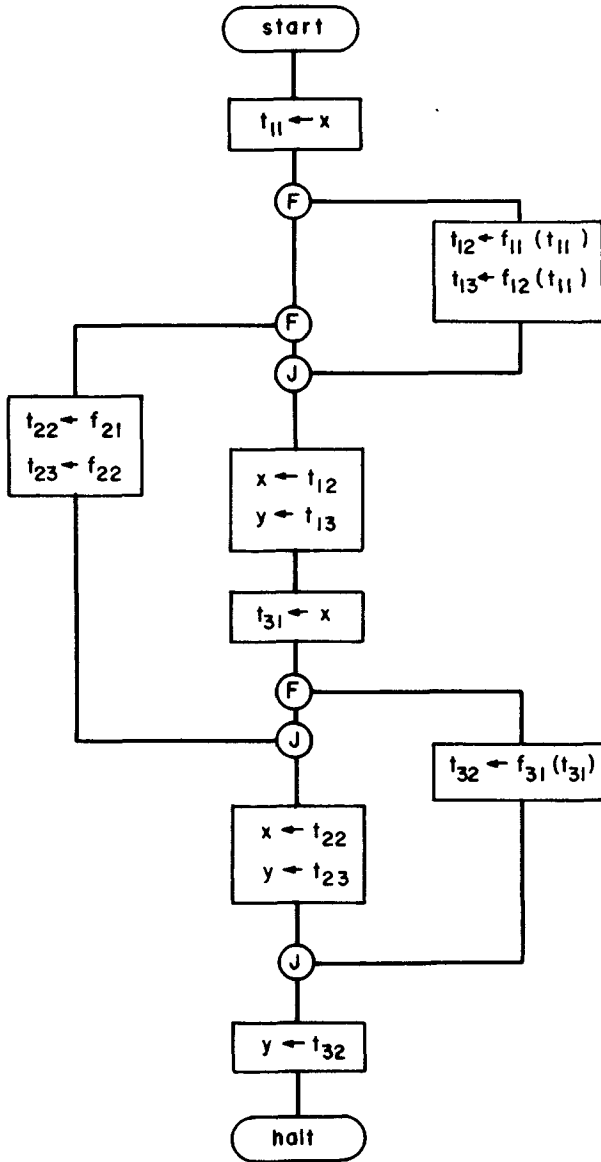 start
t₁₁ ← x
F
t₁₂ ← f₁₁ (t₁₁)
t₁₃ ← f₁₂ (t₁₁)
F
J
t₂₂ ← f₂₁
t₂₃ ← f₂₂
x ← t₁₂
y ← t₁₃
t₃₁ ← x
F
J
t₃₂ ← f₃₁ (t₃₁)
x ← t₂₂
y ← t₂₃
J
y ← t₃₂
halt